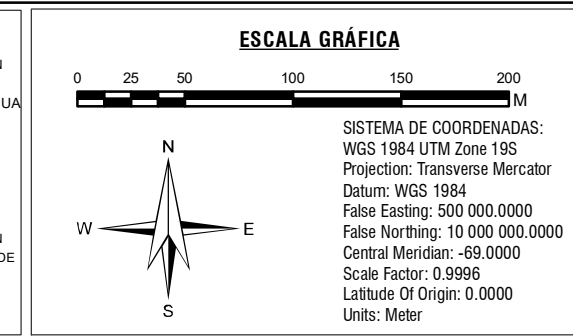 ESCALA GRÁFICA
0 25 50 100 150 200
M
N
W E
S
SISTEMA DE COORDENADAS:
WGS 1984 UTM Zone 19S
Projection: Transverse Mercator
Datum: WGS 1984
False Easting: 500 000.0000
False Northing: 10 000 000.0000
Central Meridian: -69.0000
Scale Factor: 0.9996
Latitude Of Origin: 0.0000
Units: Meter
N
UA
N
DE